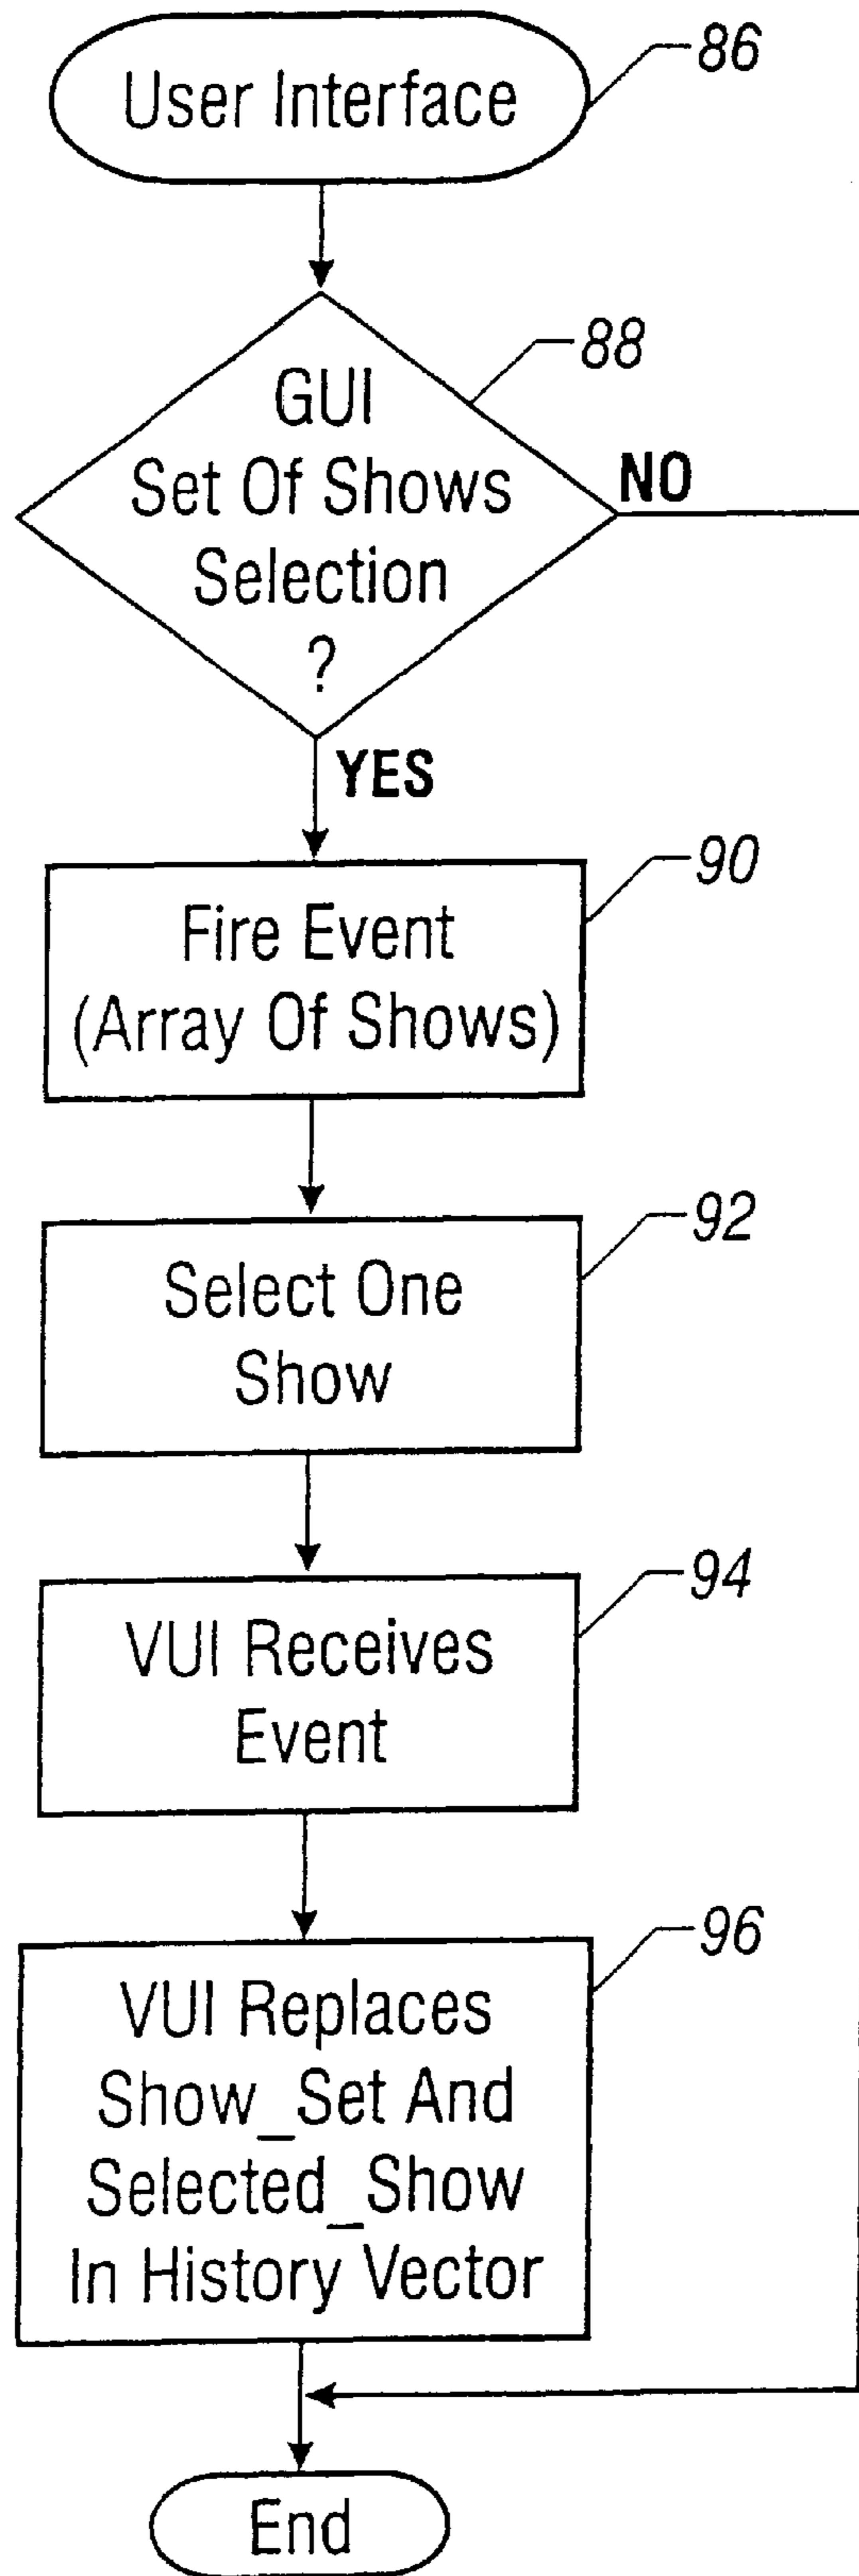 User Interface
86
88
GUI
Set Of Shows
Selection
?
NO
YES
90
Fire Event
(Array Of Shows)
92
Select One
Show
94
VUI Receives
Event
96
VUI Replaces
Show_Set And
Selected_Show
In History Vector
End